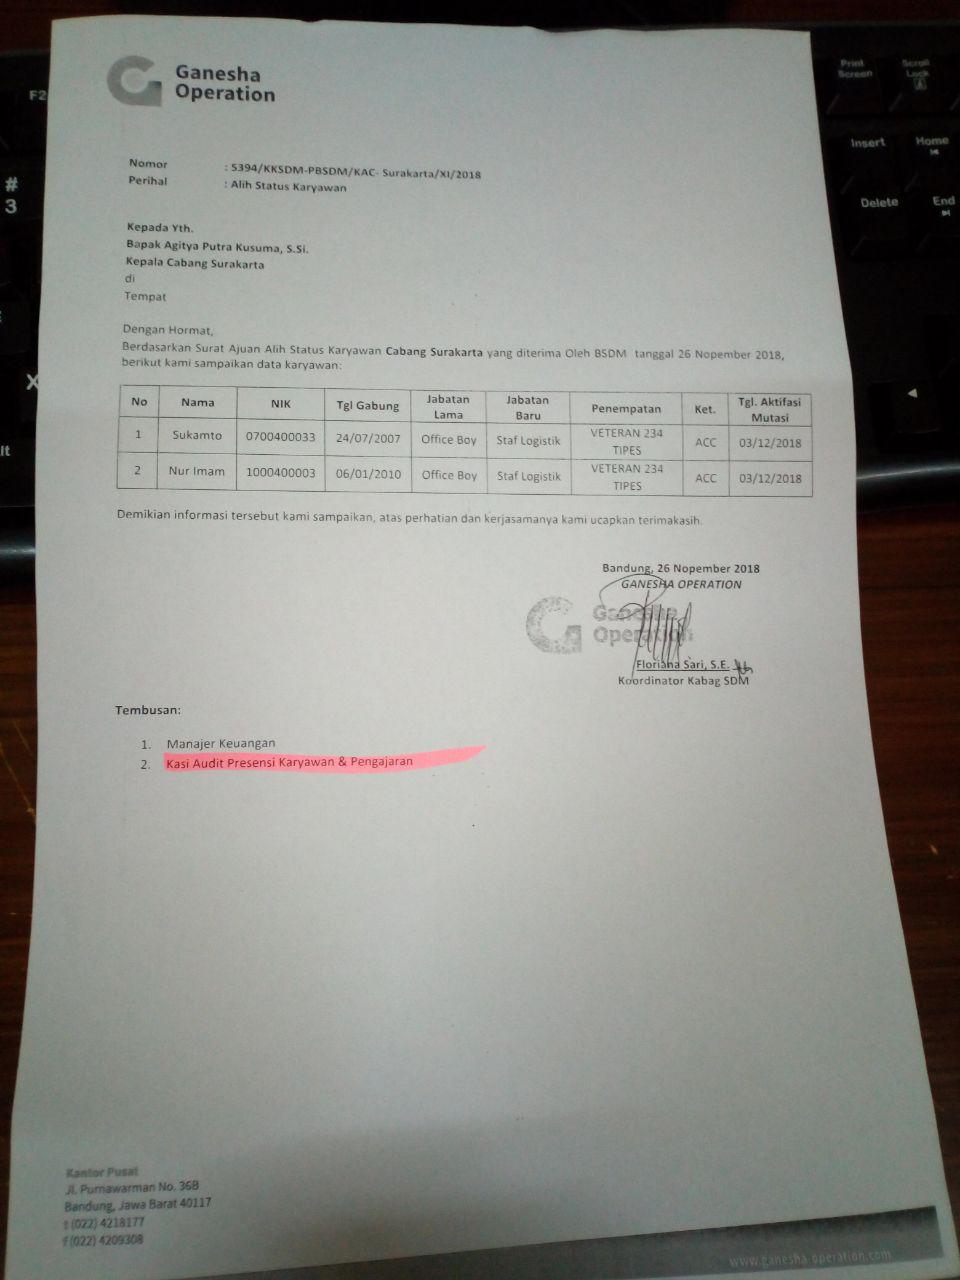 Ganesha
Operation
Nomor : 5394/KKSDM-PBSDM/KAC- Surakarta/XI/2018
Perihal : Alih Status Karyawan
Kepada Yth.
Bapak Agitya Putra Kusuma, S.Si.
Kepala Cabang Surakarta
di
Tempat
Dengan Hormat,
Berdasarkan Surat Ajuan Alih Status Karyawan Cabang Surakarta yang diterima Oleh BSDM tanggal 26 Nopember 2018,
berikut kami sampaikan data karyawan:
No Nama NIK Tgl Gabung Jabatan Lama Jabatan Baru Penempatan Ket. Tgl. Aktifasi Mutasi
1 Sukamto 0700400033 24/07/2007 Office Boy Staf Logistik VETERAN 234 TIPES ACC 03/12/2018
2 Nur Imam 1000400003 06/01/2010 Office Boy Staf Logistik VETERAN 234 TIPES ACC 03/12/2018
Demikian informasi tersebut kami sampaikan, atas perhatian dan kerjasamanya kami ucapkan terimakasih.
Bandung, 26 Nopember 2018
GANESHA OPERATION
Ganesha
Operation
Floriana Sari, S.E.
Koordinator Kabag SDM
Tembusan:
1. Manajer Keuangan
2. Kasi Audit Presensi Karyawan & Pengajaran
Kantor Pusat
Jl. Purnawarman No. 36B
Bandung, Jawa Barat 40117
t (022) 4218177
f (022) 4209308
www.ganesha-operation.com
F2
#
3
X
lt
Print
Screen
Scroll
Lock
Insert
Home
Delete
End